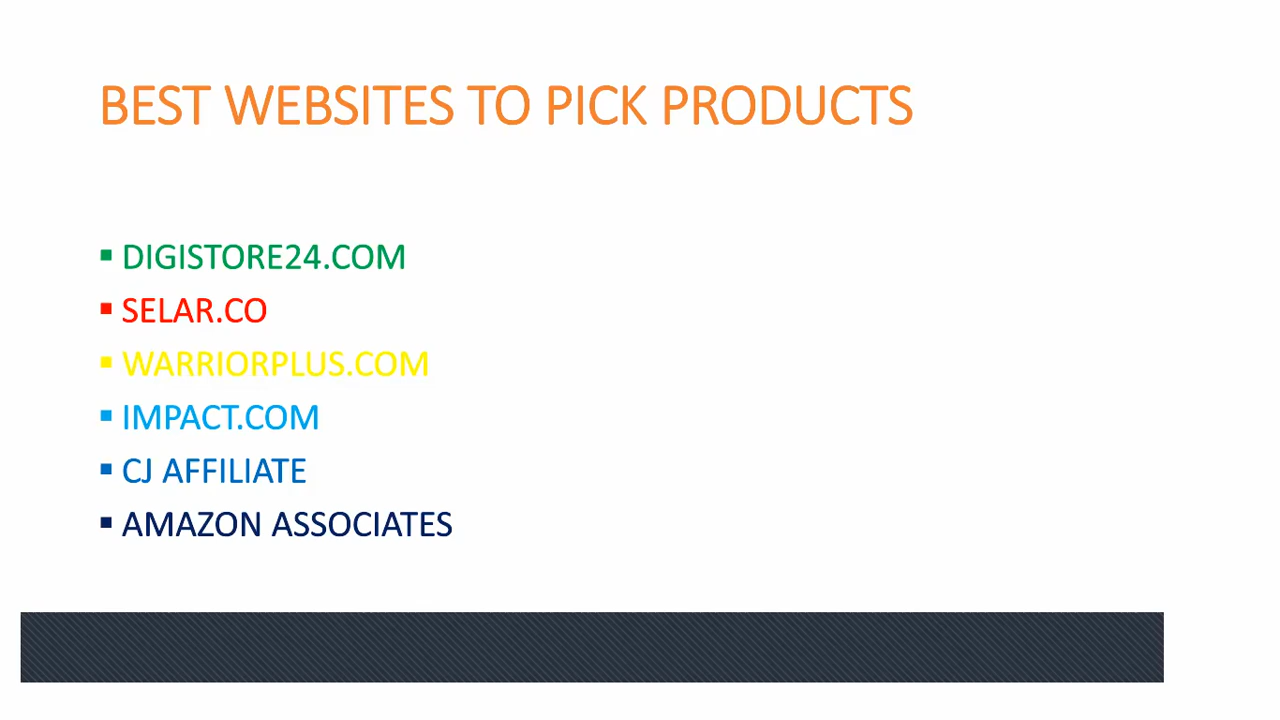 BEST WEBSITES TO PICK PRODUCTS
▪ DIGISTORE24.COM
▪ SELAR.CO
▪ WARRIORPLUS.COM
▪ IMPACT.COM
▪ CJ AFFILIATE
▪ AMAZON ASSOCIATES